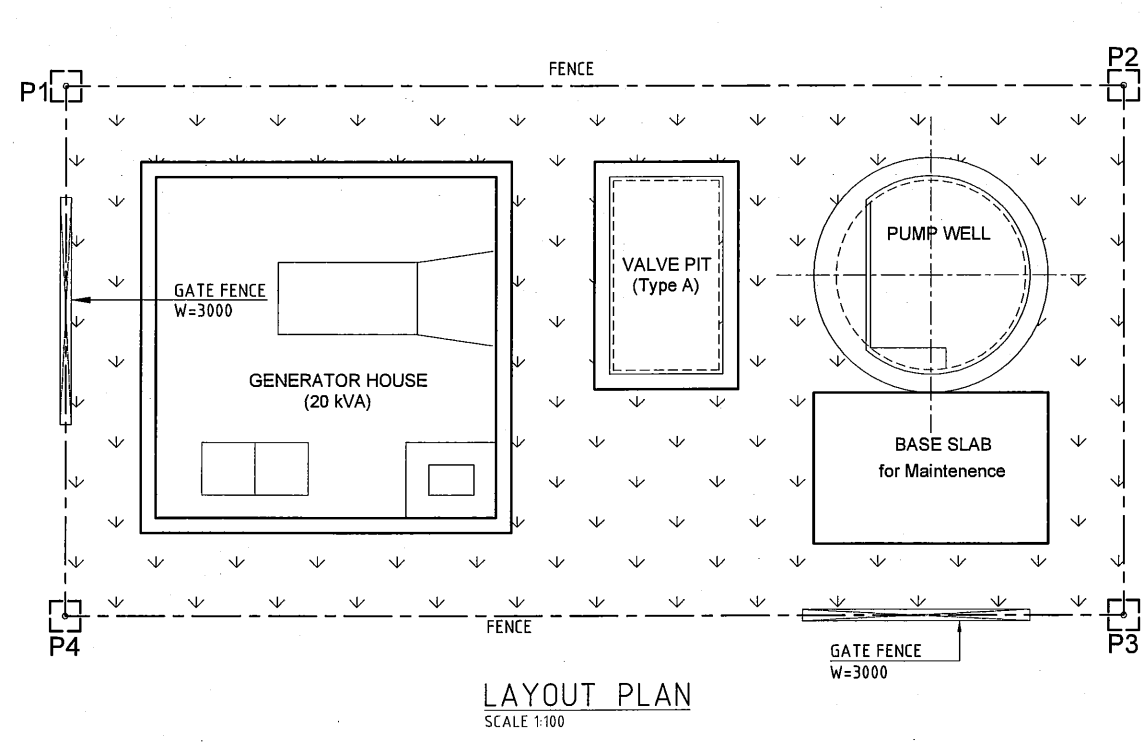 P2
FENCE
P1
PUMP WELL
VALVE PIT
(Type A)
GATE FENCE
W=3000
GENERATOR HOUSE
(20 kVA)
BASE SLAB
for Maintenence
P4
FENCE
P3
GATE FENCE
W=3000
LAYOUT PLAN
SCALE 1:100